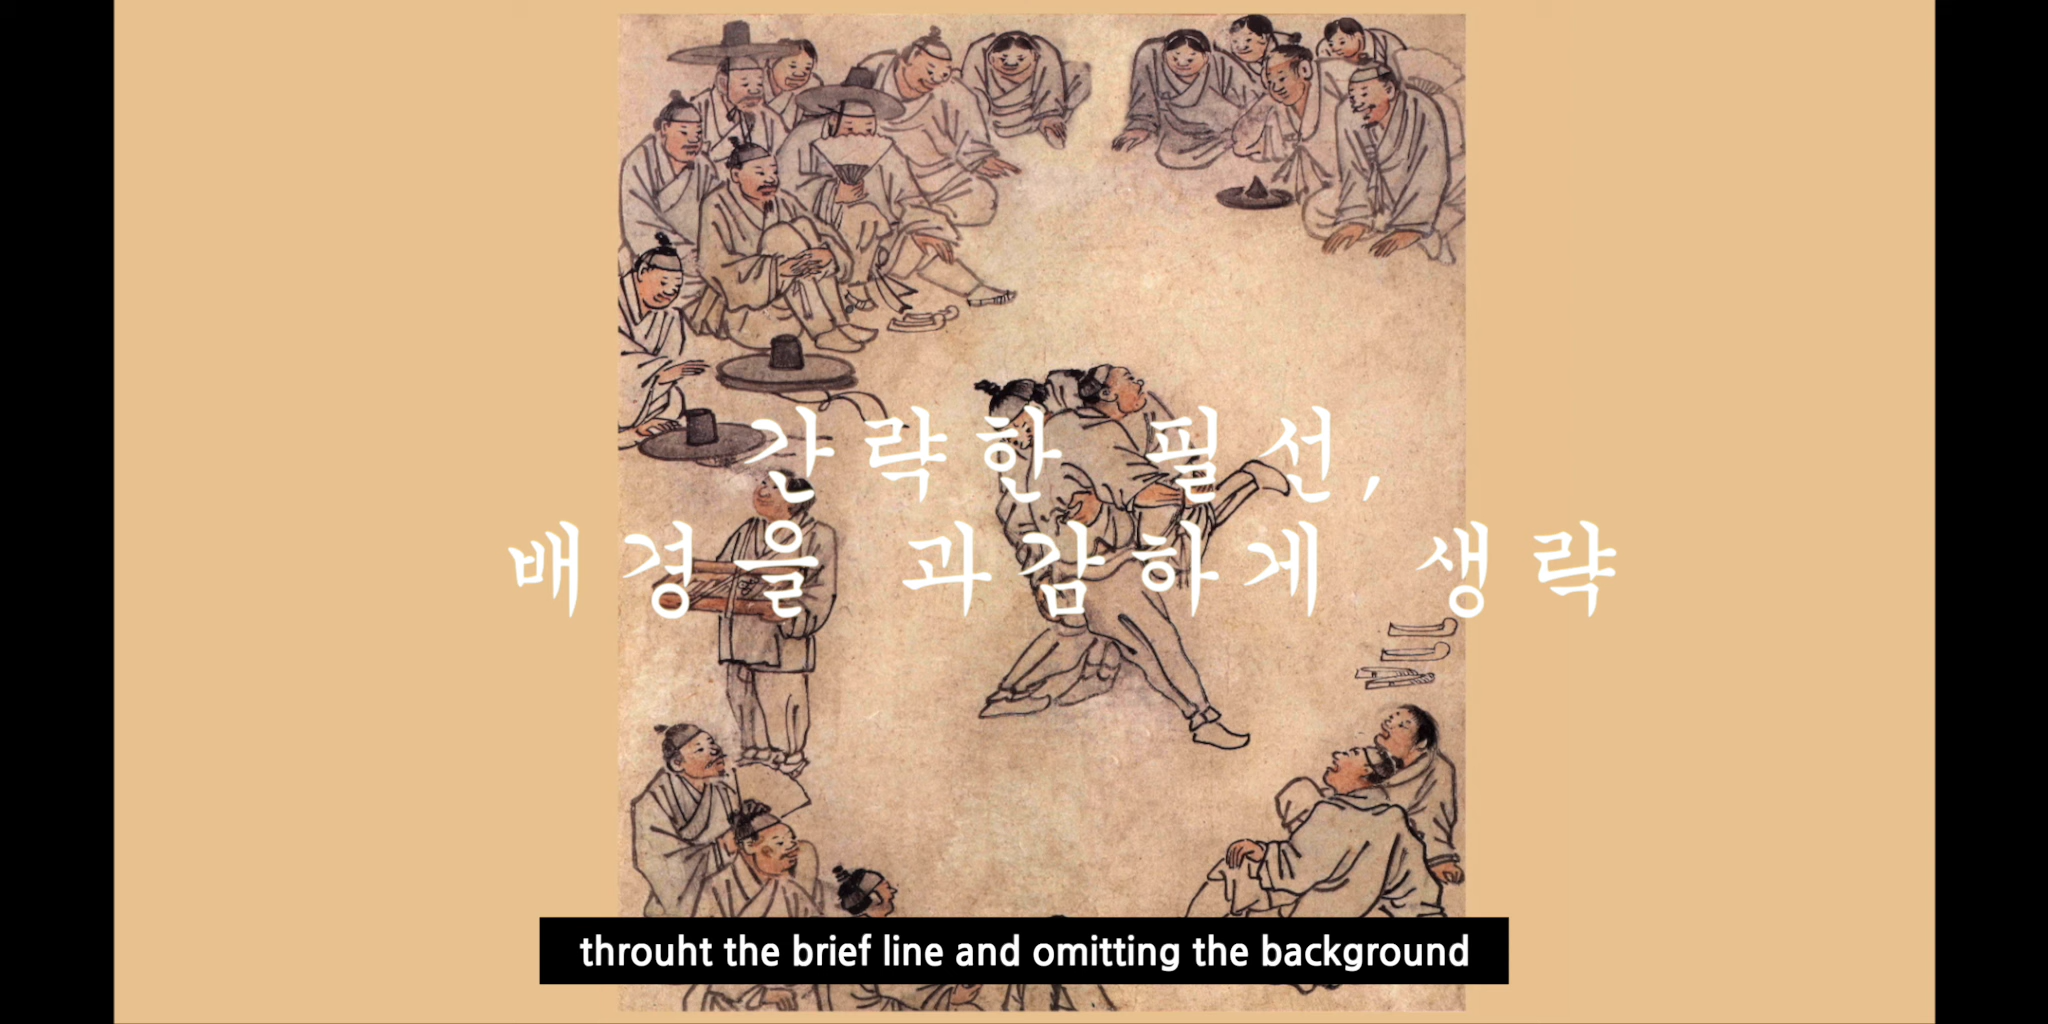 간략한 필선,
배경을 과감하게 생략
throuht the brief line and omitting the background